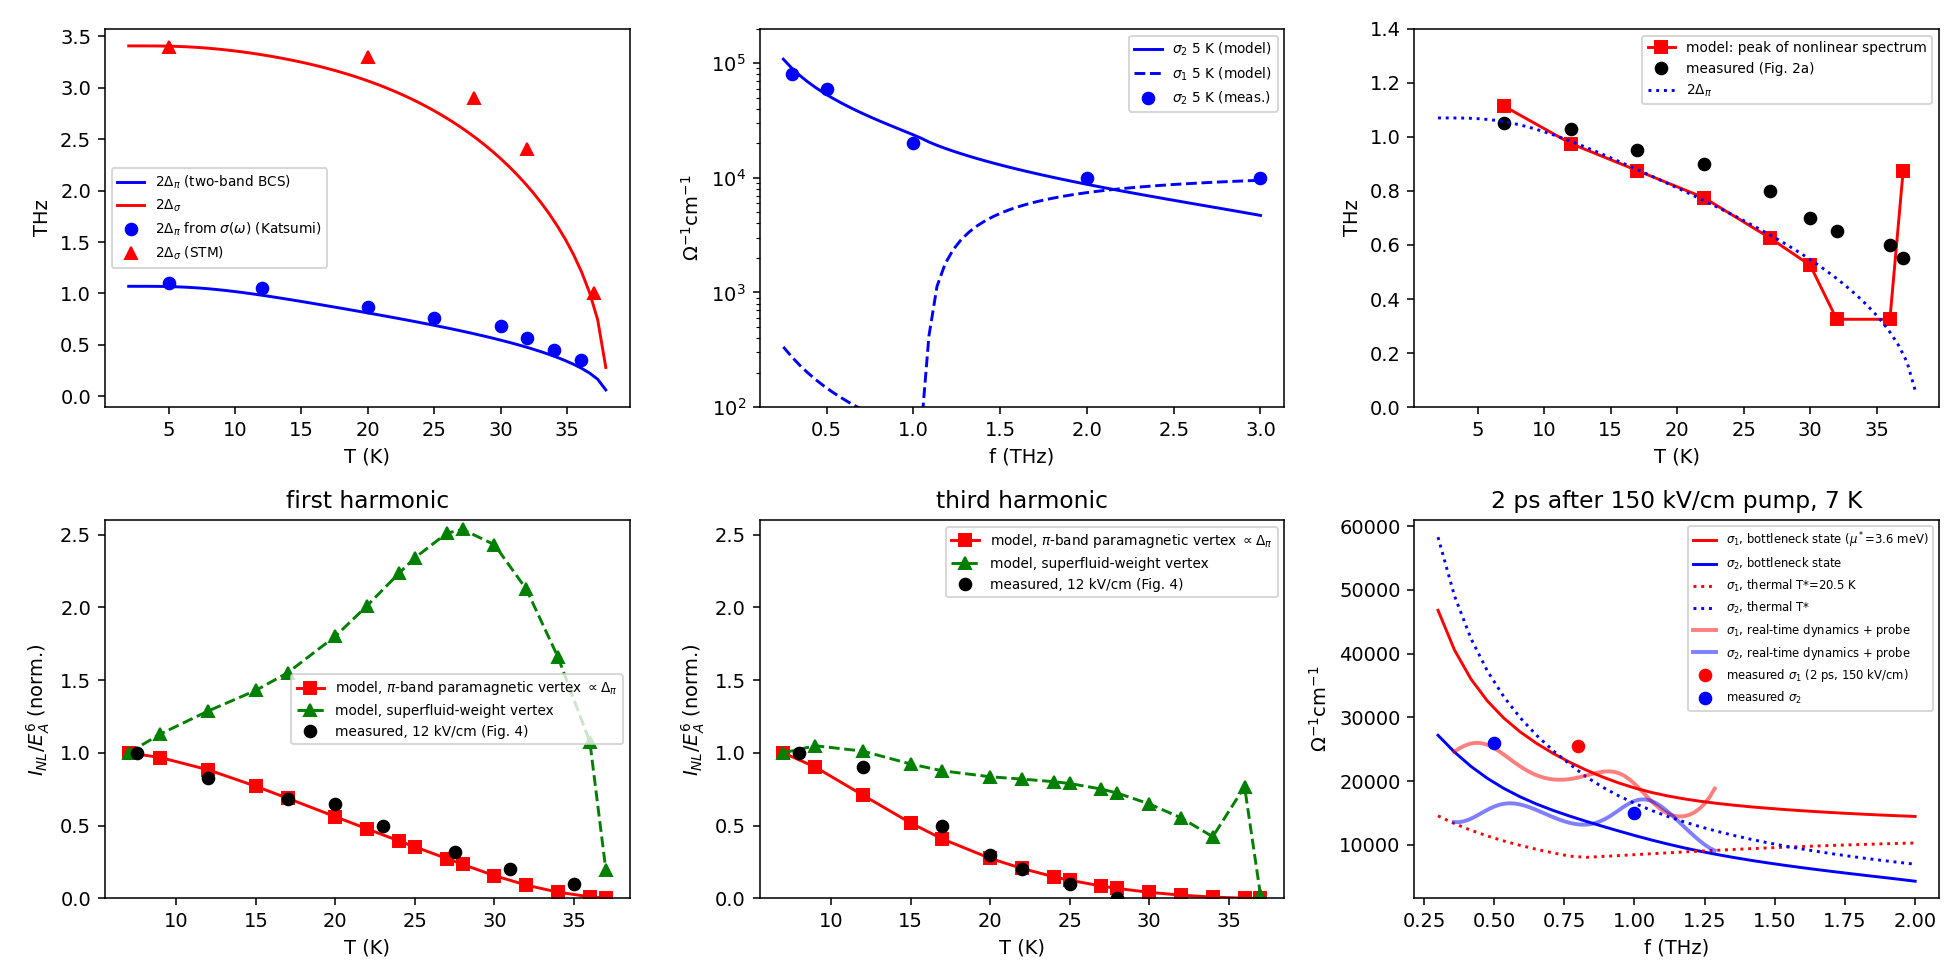 3.5
3.0
2.5
2.0
1.5
1.0
0.5
0.0
THz
2Δπ (two-band BCS)
2Δσ
2Δπ from σ(ω) (Katsumi)
2Δσ (STM)
5 10 15 20 25 30 35
T (K)
10^5
10^4
10^3
10^2
Ω⁻¹cm⁻¹
σ₂ 5 K (model)
σ₁ 5 K (model)
σ₂ 5 K (meas.)
0.5 1.0 1.5 2.0 2.5 3.0
f (THz)
1.4
1.2
1.0
0.8
0.6
0.4
0.2
0.0
THz
model: peak of nonlinear spectrum
measured (Fig. 2a)
2Δπ
5 10 15 20 25 30 35
T (K)
first harmonic
2.5
2.0
1.5
1.0
0.5
0.0
I_NL/E_A^6 (norm.)
model, π-band paramagnetic vertex ∝ Δπ
model, superfluid-weight vertex
measured, 12 kV/cm (Fig. 4)
10 15 20 25 30 35
T (K)
third harmonic
2.5
2.0
1.5
1.0
0.5
0.0
I_NL/E_A^6 (norm.)
model, π-band paramagnetic vertex ∝ Δπ
model, superfluid-weight vertex
measured, 12 kV/cm (Fig. 4)
10 15 20 25 30 35
T (K)
2 ps after 150 kV/cm pump, 7 K
60000
50000
40000
30000
20000
10000
Ω⁻¹cm⁻¹
σ₁, bottleneck state (μ*=3.6 meV)
σ₂, bottleneck state
σ₁, thermal T*=20.5 K
σ₂, thermal T*
σ₁, real-time dynamics + probe
σ₂, real-time dynamics + probe
measured σ₁ (2 ps, 150 kV/cm)
measured σ₂
0.25 0.50 0.75 1.00 1.25 1.50 1.75 2.00
f (THz)